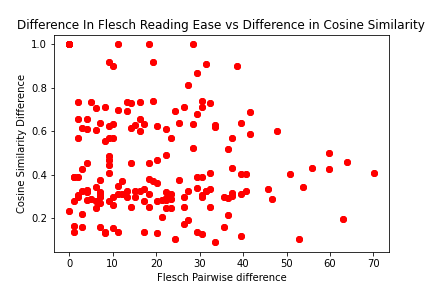 Difference In Flesch Reading Ease vs Difference in Cosine Similarity
1.0
0.8
0.6
0.4
0.2
Cosine Similarity Difference
0 10 20 30 40 50 60 70
Flesch Pairwise difference